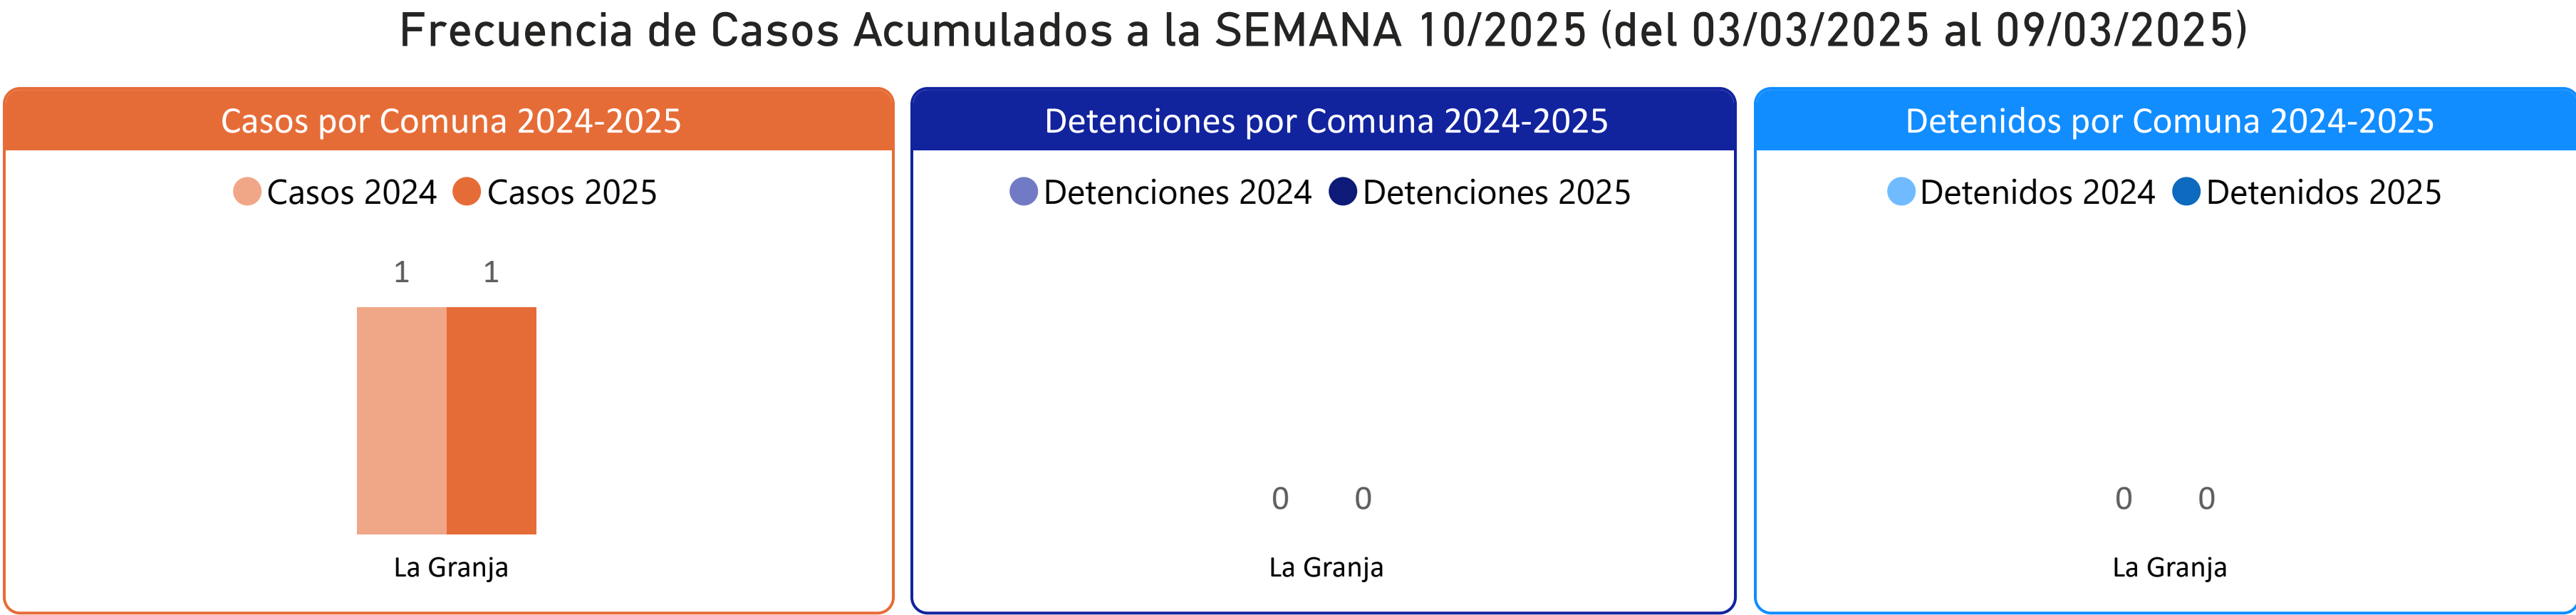 Frecuencia de Casos Acumulados a la SEMANA 10/2025 (del 03/03/2025 al 09/03/2025)
Casos por Comuna 2024-2025
Casos 2024 Casos 2025
1 1
La Granja
Detenciones por Comuna 2024-2025
Detenciones 2024 Detenciones 2025
0 0
La Granja
Detenidos por Comuna 2024-2025
Detenidos 2024 Detenidos 2025
0 0
La Granja